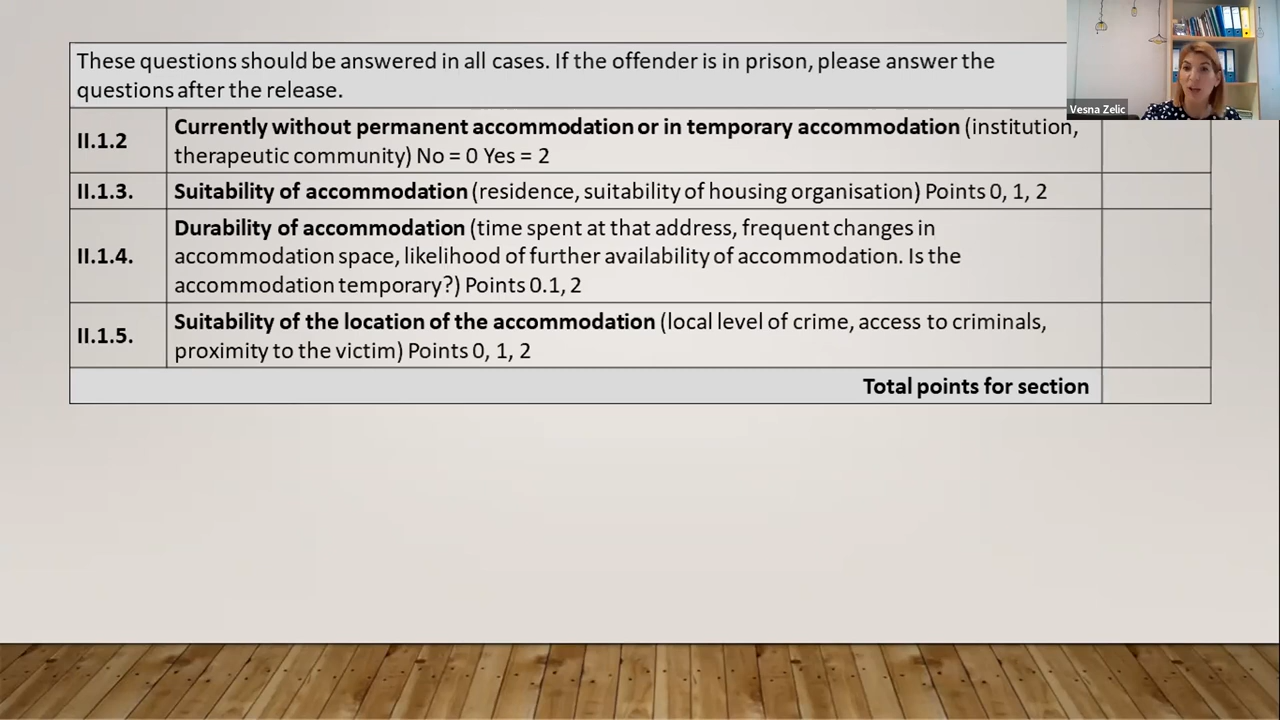 These questions should be answered in all cases. If the offender is in prison, please answer the
questions after the release.
Vesna Zelic
II.1.2
Currently without permanent accommodation or in temporary accommodation (institution,
therapeutic community) No = 0 Yes = 2
II.1.3.
Suitability of accommodation (residence, suitability of housing organisation) Points 0, 1, 2
II.1.4.
Durability of accommodation (time spent at that address, frequent changes in
accommodation space, likelihood of further availability of accommodation. Is the
accommodation temporary?) Points 0.1, 2
II.1.5.
Suitability of the location of the accommodation (local level of crime, access to criminals,
proximity to the victim) Points 0, 1, 2
Total points for section